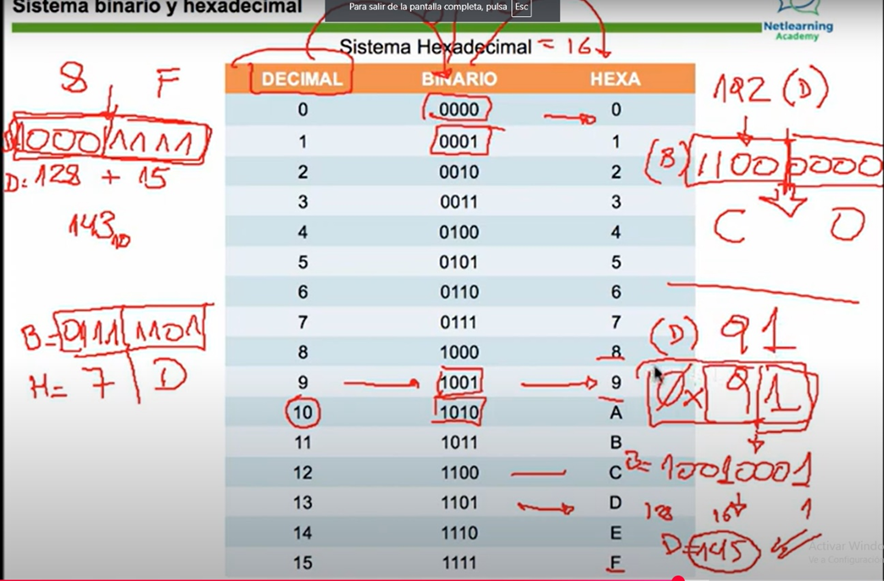 Sistema binario y hexadecimal
Para salir de la pantalla completa, pulsa Esc
Netlearning
Academy
Sistema Hexadecimal = 16
DECIMAL BINARIO HEXA
0 0000 0
1 0001 1
2 0010 2
3 0011 3
4 0100 4
5 0101 5
6 0110 6
7 0111 7
8 1000 8
9 1001 9
10 1010 A
11 1011 B
12 1100 C
13 1101 D
14 1110 E
15 1111 F
8 F
1000 1111
D: 128 + 15
143 10
B= 0111 1101
H= 7 D
192 (D)
(B) 1100 0000
C 0
(D) 91
0x 9 1
B= 10010001
128 16 1
D=145
Activar Windo
Ve a Configuración